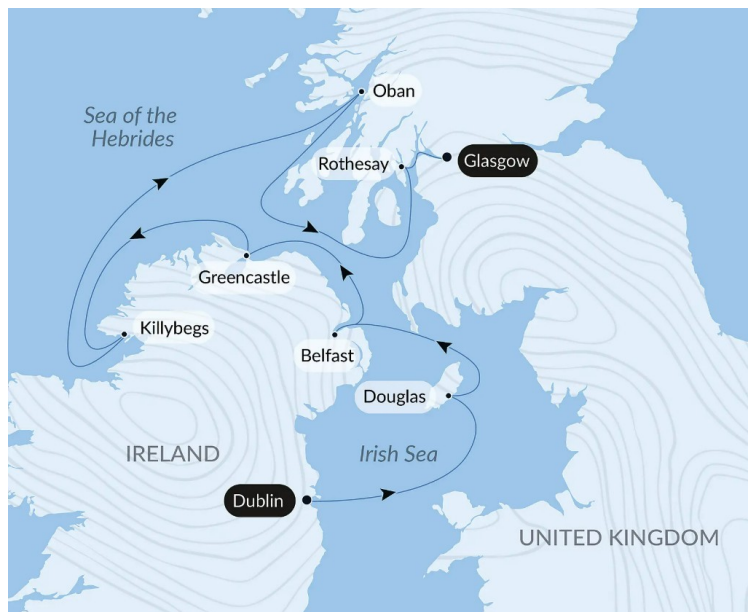 Oban
Sea of the
Hebrides
Rothesay
Glasgow
Greencastle
Killybegs
Belfast
Douglas
IRELAND
Irish Sea
Dublin
UNITED KINGDOM